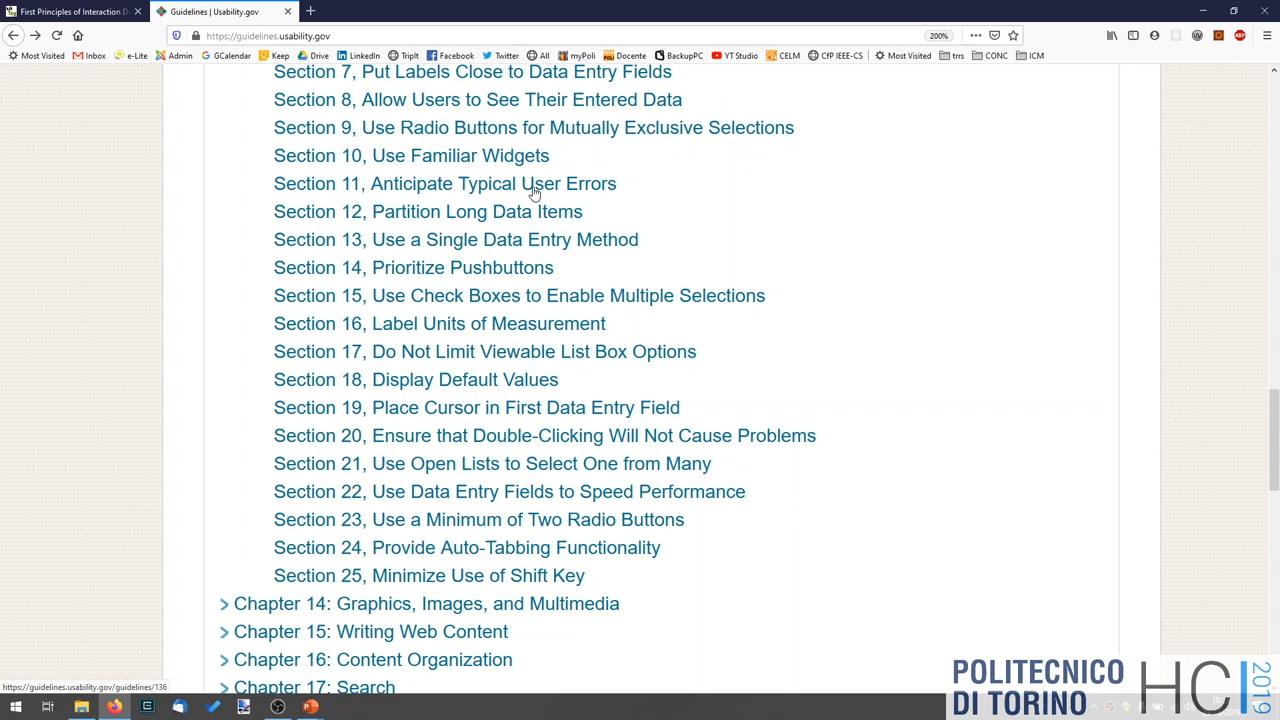 First Principles of Interaction D
Guidelines | Usability.gov
https://guidelines.usability.gov
200%
Most Visited
Inbox
e-Lite
Admin
GCalendar
Keep
Drive
LinkedIn
TripIt
Facebook
Twitter
All
myPoli
Docente
BackupPC
YT Studio
CELM
CfP IEEE-CS
Most Visited
trrs
CONC
ICM
Section 7, Put Labels Close to Data Entry Fields
Section 8, Allow Users to See Their Entered Data
Section 9, Use Radio Buttons for Mutually Exclusive Selections
Section 10, Use Familiar Widgets
Section 11, Anticipate Typical User Errors
Section 12, Partition Long Data Items
Section 13, Use a Single Data Entry Method
Section 14, Prioritize Pushbuttons
Section 15, Use Check Boxes to Enable Multiple Selections
Section 16, Label Units of Measurement
Section 17, Do Not Limit Viewable List Box Options
Section 18, Display Default Values
Section 19, Place Cursor in First Data Entry Field
Section 20, Ensure that Double-Clicking Will Not Cause Problems
Section 21, Use Open Lists to Select One from Many
Section 22, Use Data Entry Fields to Speed Performance
Section 23, Use a Minimum of Two Radio Buttons
Section 24, Provide Auto-Tabbing Functionality
Section 25, Minimize Use of Shift Key
Chapter 14: Graphics, Images, and Multimedia
Chapter 15: Writing Web Content
Chapter 16: Content Organization
Chapter 17: Search
https://guidelines.usability.gov/guidelines/136
POLITECNICO
DI TORINO
HCI
2019